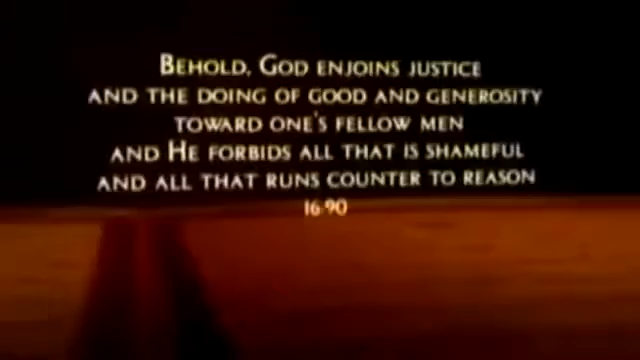 BEHOLD, GOD ENJOINS JUSTICE
AND THE DOING OF GOOD AND GENEROSITY
TOWARD ONE'S FELLOW MEN
AND HE FORBIDS ALL THAT IS SHAMEFUL
AND ALL THAT RUNS COUNTER TO REASON
16:90